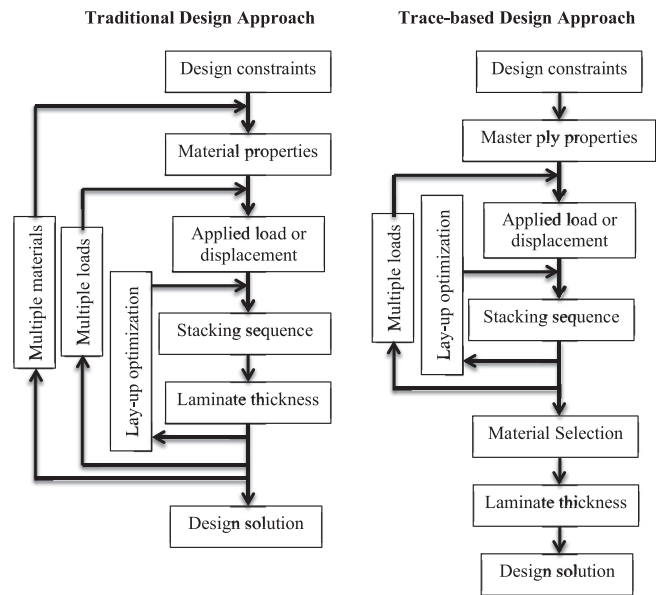 Traditional Design Approach
Design constraints
Material properties
Applied load or
displacement
Stacking sequence
Laminate thickness
Design solution
Multiple materials
Multiple loads
Lay-up optimization
Trace-based Design Approach
Design constraints
Master ply properties
Applied load or
displacement
Stacking sequence
Material Selection
Laminate thickness
Design solution
Multiple loads
Lay-up optimization